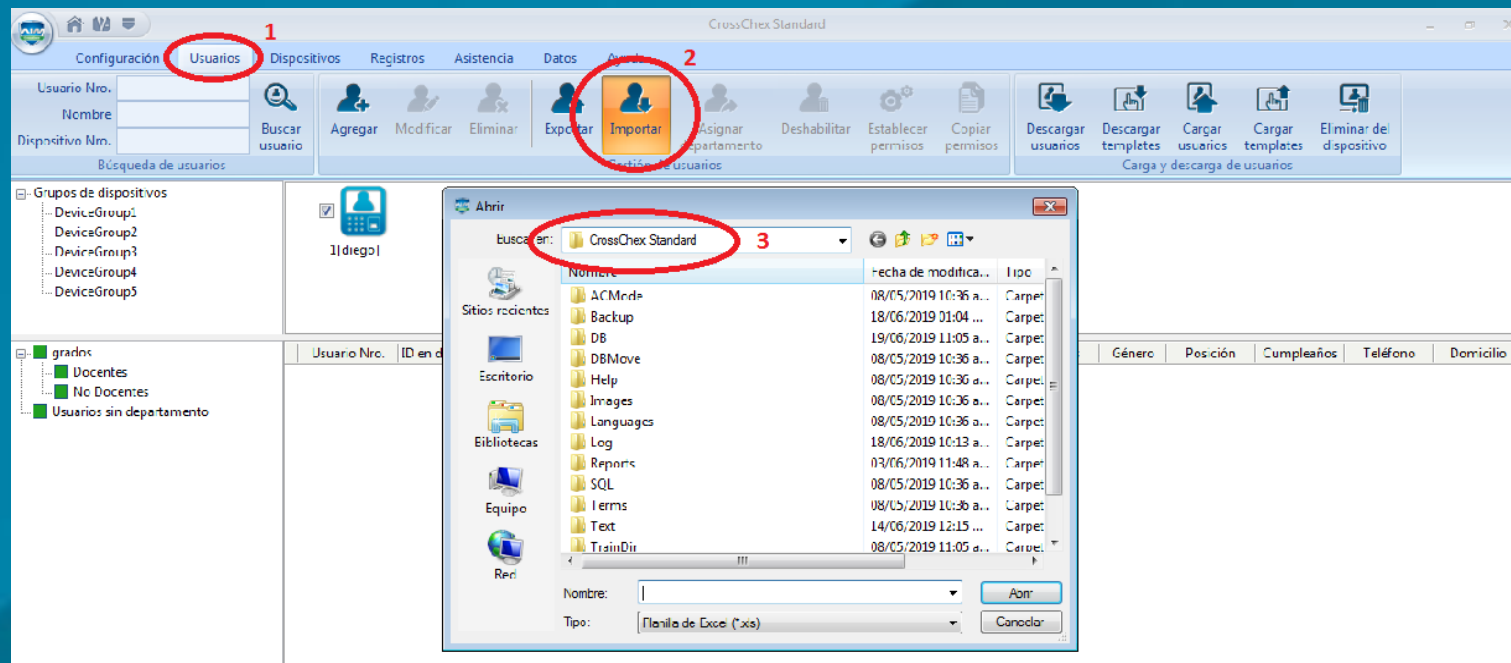 CrossChex Standard
1
Configuración Usuarios Dispositivos Registros Asistencia Datos
2
Usuario Nro.
Nombre
Dispositivo Nro.
Buscar usuario
Búsqueda de usuarios
Agregar Modificar Eliminar Exportar Importar Asignar departamento Deshabilitar Establecer permisos Copiar permisos
Gestión de usuarios
Descargar usuarios Descargar templates Cargar usuarios Cargar templates Eliminar del dispositivo
Carga y descarga de usuarios
Grupos de dispositivos
DeviceGroup1
DeviceGroup2
DeviceGroup3
DeviceGroup4
DeviceGroup5
1[diego]
grados
Docentes
No Docentes
Usuarios sin departamento
Usuario Nro. ID en d
Género Posición Cumpleaños Teléfono Domicilio
Abrir
Buscar en: CrossChex Standard 3
Nombre Fecha de modifica... Tipo
ACMode 08/05/2019 10:36 a... Carpet
Backup 18/06/2019 01:04 ... Carpet
DB 19/06/2019 11:05 a... Carpet
DBMove 08/05/2019 10:36 a... Carpet
Help 08/05/2019 10:36 a... Carpet
Images 08/05/2019 10:36 a... Carpet
Languages 08/05/2019 10:36 a... Carpet
Log 18/06/2019 10:13 a... Carpet
Reports 03/06/2019 11:48 a... Carpet
SQL 08/05/2019 10:36 a... Carpet
Terms 08/05/2019 10:36 a... Carpet
Text 14/06/2019 12:15 ... Carpet
TrainDir 08/05/2019 11:05 a... Carpet
Sitios recientes
Escritorio
Bibliotecas
Equipo
Red
Nombre:
Abrir
Tipo: Planilla de Excel (*.xls)
Cancelar